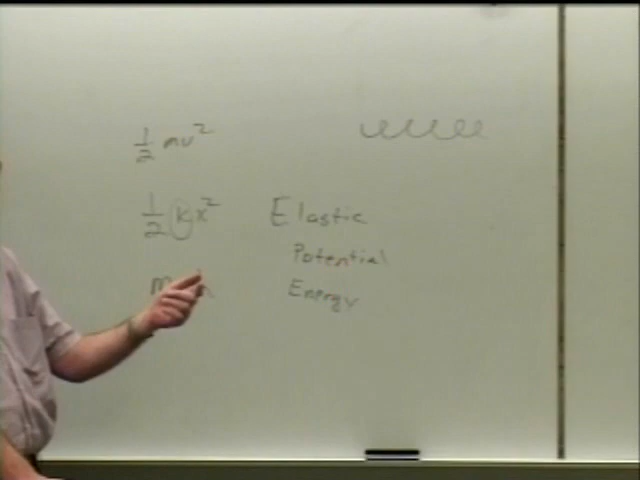 1/2 mv²
1/2 kx² Elastic
Potential
Energy